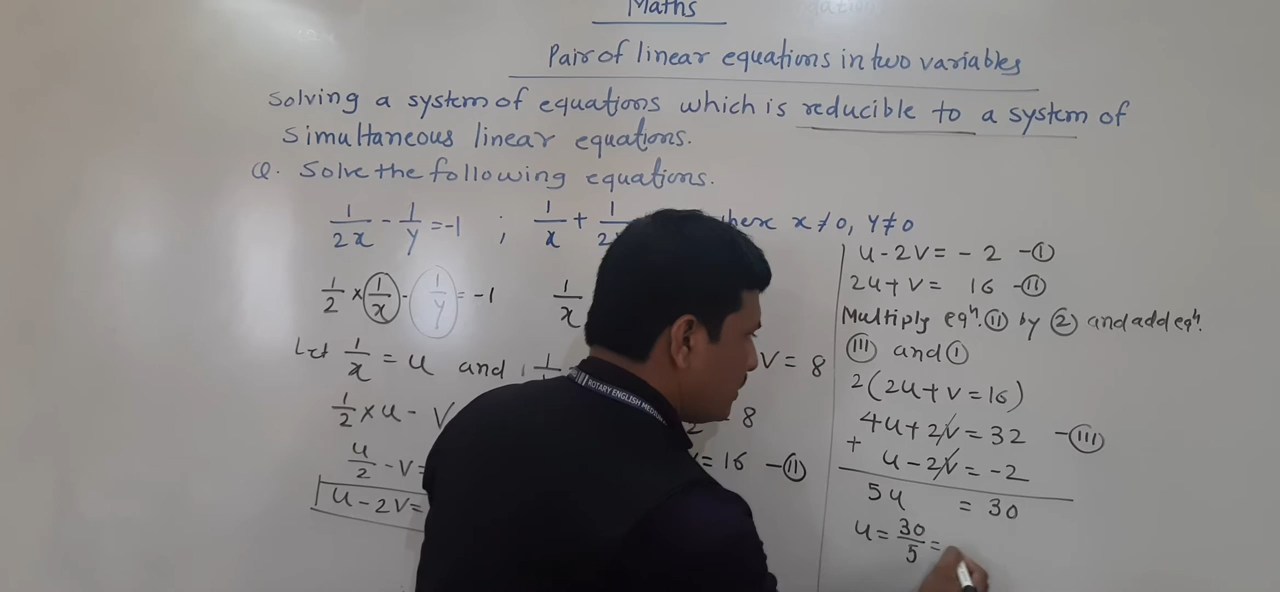 Maths
Pair of linear equations in two variables
Solving a system of equations which is reducible to a system of
Simultaneous linear equations.
Q. Solve the following equations.
1/2x - 1/y = -1 ; 1/x + 1/2 x ≠ 0, y ≠ 0
1/2 × 1/x - 1/y = -1 1/x
Let 1/x = u and
1/2 × u - v
u/2 - v =
u - 2v =
v = 8
8
= 16 - II
u - 2v = - 2 - I
2u + v = 16 - II
Multiply eqn. II by 2 and add eqn.
III and I
2(2u + v = 16)
4u + 2v = 32 - III
+ u - 2v = -2
5u = 30
u = 30/5 =
ROTARY ENGLISH